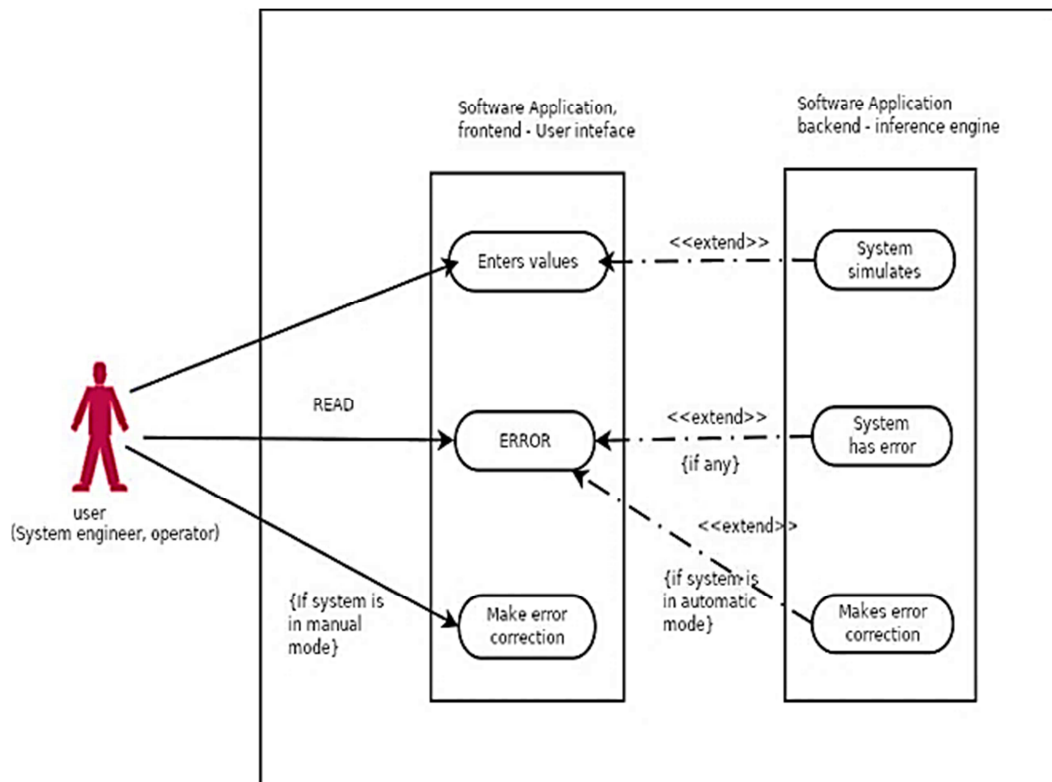 Software Application,
frontend - User inteface
Software Application
backend - inference engine
Enters values
<<extend>>
System
simulates
READ
ERROR
<<extend>>
{if any}
System
has error
user
(System engineer, operator)
<<extend>>
{If system is
in manual
mode}
Make error
correction
{if system is
in automatic
mode}
Makes error
correction